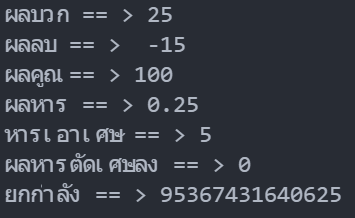 ผลบวก == > 25
ผลลบ == >  -15
ผลคูณ == > 100
ผลหาร == > 0.25
หารเอาเศษ == > 5
ผลหารตัดเศษลง == > 0
ยกกำลัง == > 95367431640625